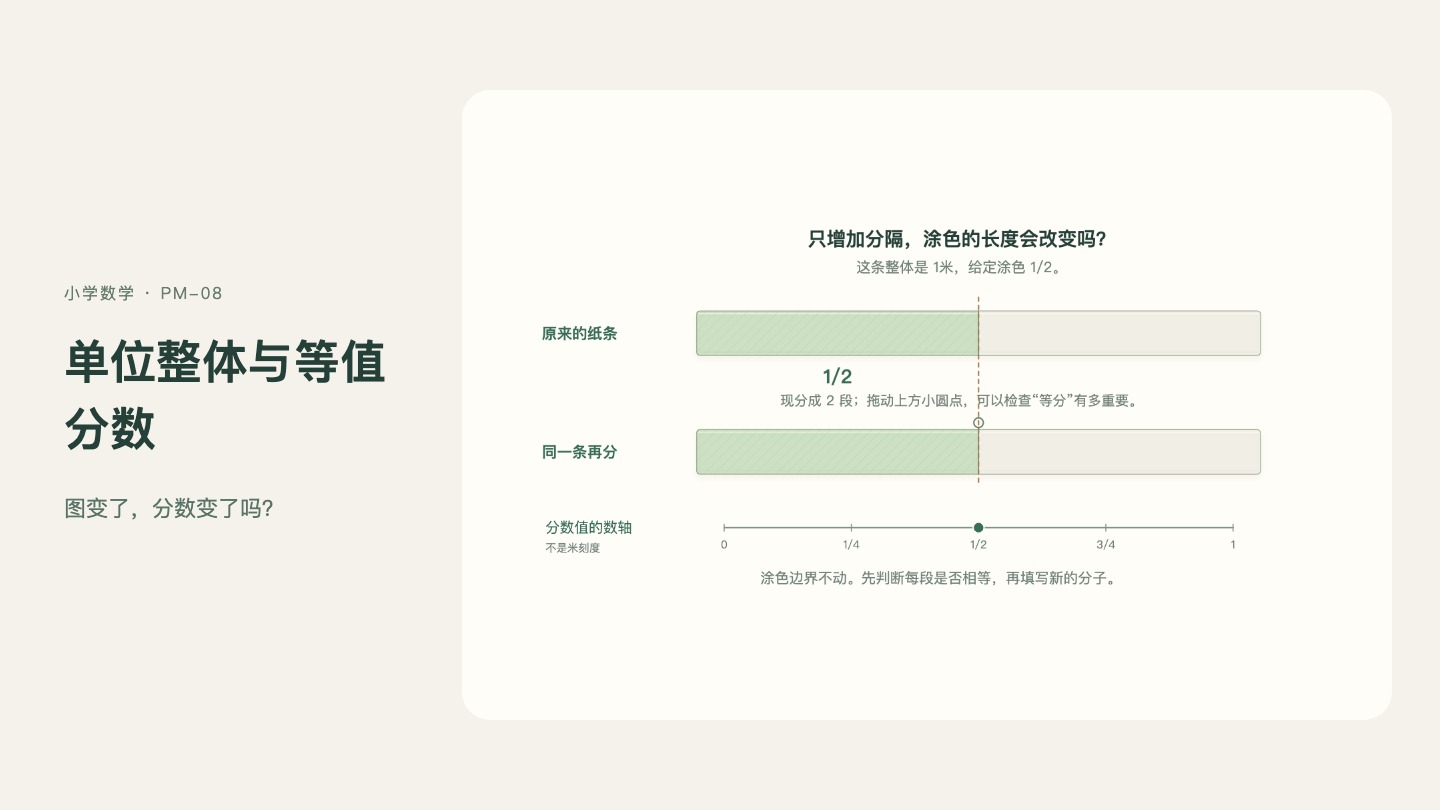 小学数学 · PM-08
单位整体与等值
分数
图变了，分数变了吗？
只增加分隔，涂色的长度会改变吗？
这条整体是 1米，给定涂色 1/2。
原来的纸条
1/2
现分成 2 段；拖动上方小圆点，可以检查“等分”有多重要。
同一条再分
分数值的数轴
不是米刻度
0 1/4 1/2 3/4 1
涂色边界不动。先判断每段是否相等，再填写新的分子。